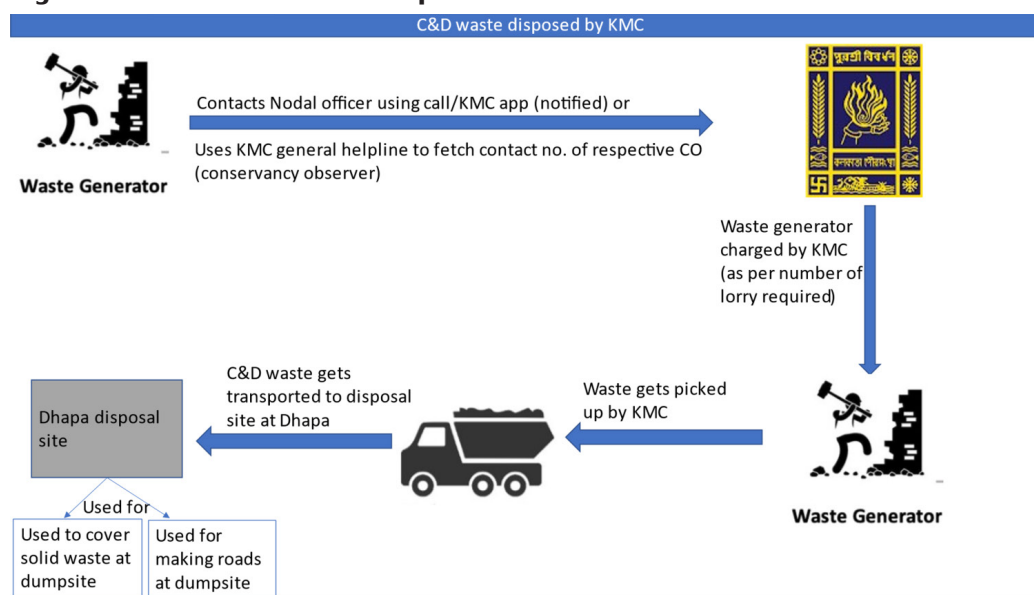 C&D waste disposed by KMC
Contacts Nodal officer using call/KMC app (notified) or
Uses KMC general helpline to fetch contact no. of respective CO
(conservancy observer)
Waste Generator
পুরশ্রী বিবর্ধন
Waste generator
charged by KMC
(as per number of
lorry required)
C&D waste gets
transported to disposal
site at Dhapa
Waste gets picked
up by KMC
Dhapa disposal
site
Waste Generator
Used for
Used to cover
solid waste at
dumpsite
Used for
making roads
at dumpsite